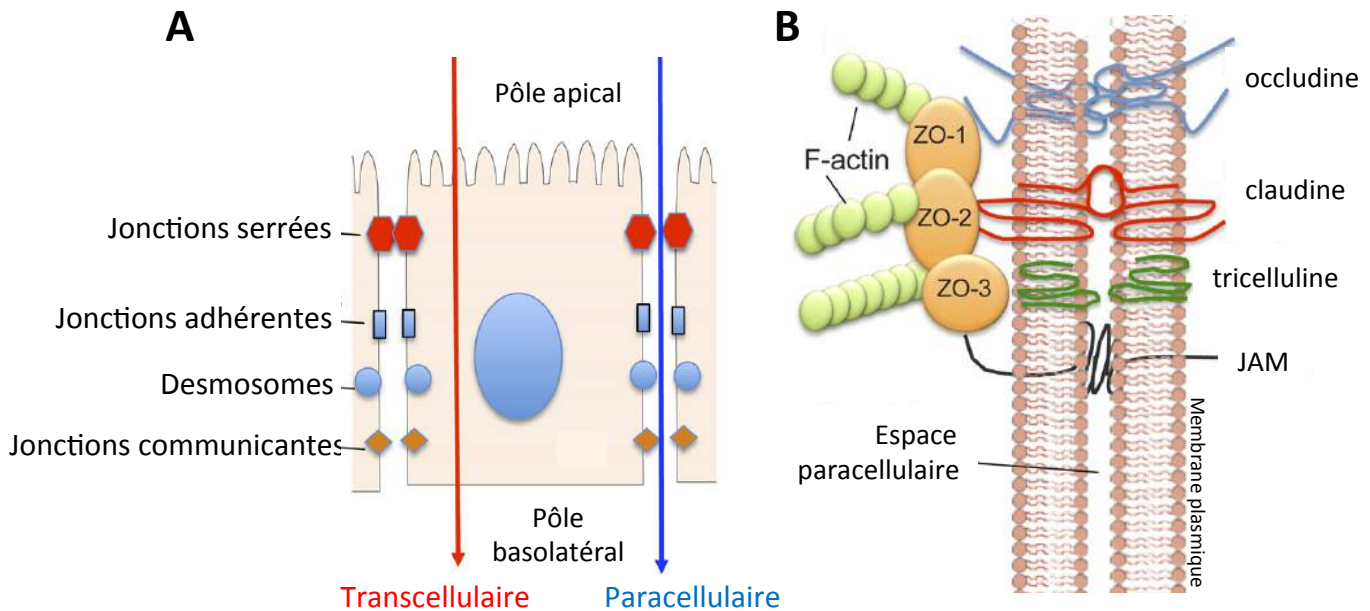 A
Pôle apical
Jonctions serrées
Jonctions adhérentes
Desmosomes
Jonctions communicantes
Pôle
basolatéral
Transcellulaire
Paracellulaire
B
occludine
ZO-1
F-actin
claudine
ZO-2
tricelluline
ZO-3
JAM
Espace
paracellulaire
Membrane plasmique